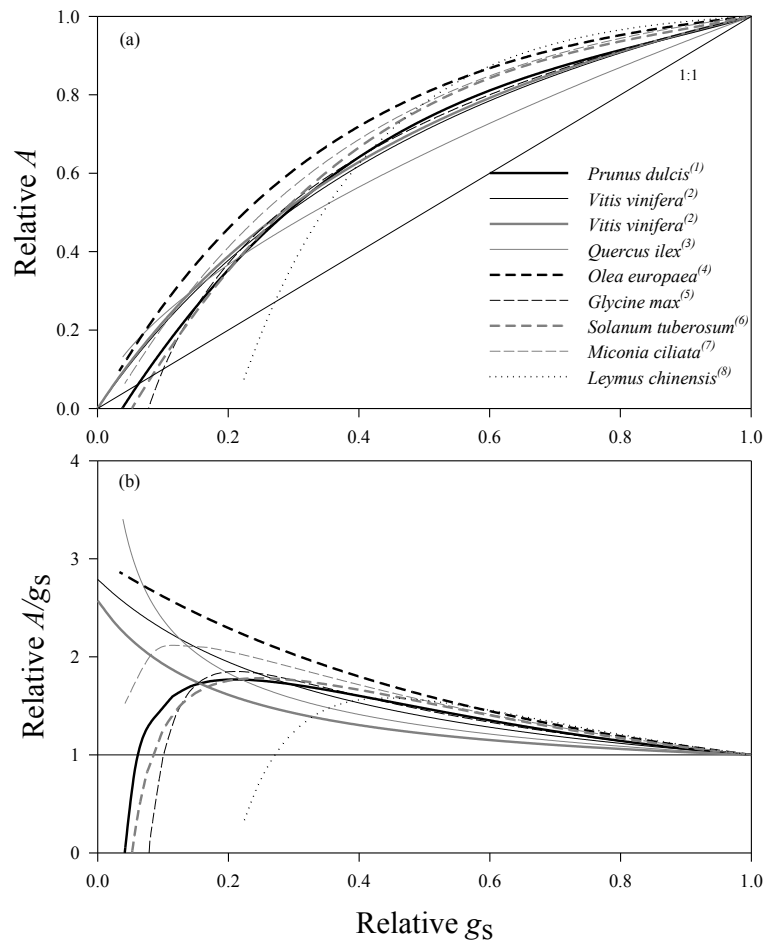 (a)
1.0
0.8
0.6
0.4
0.2
0.0
Relative A
1:1
Prunus dulcis(1)
Vitis vinifera(2)
Vitis vinifera(2)
Quercus ilex(3)
Olea europaea(4)
Glycine max(5)
Solanum tuberosum(6)
Miconia ciliata(7)
Leymus chinensis(8)
0.0 0.2 0.4 0.6 0.8 1.0
(b)
4
3
2
1
0
Relative A/gs
0.0 0.2 0.4 0.6 0.8 1.0
Relative gs